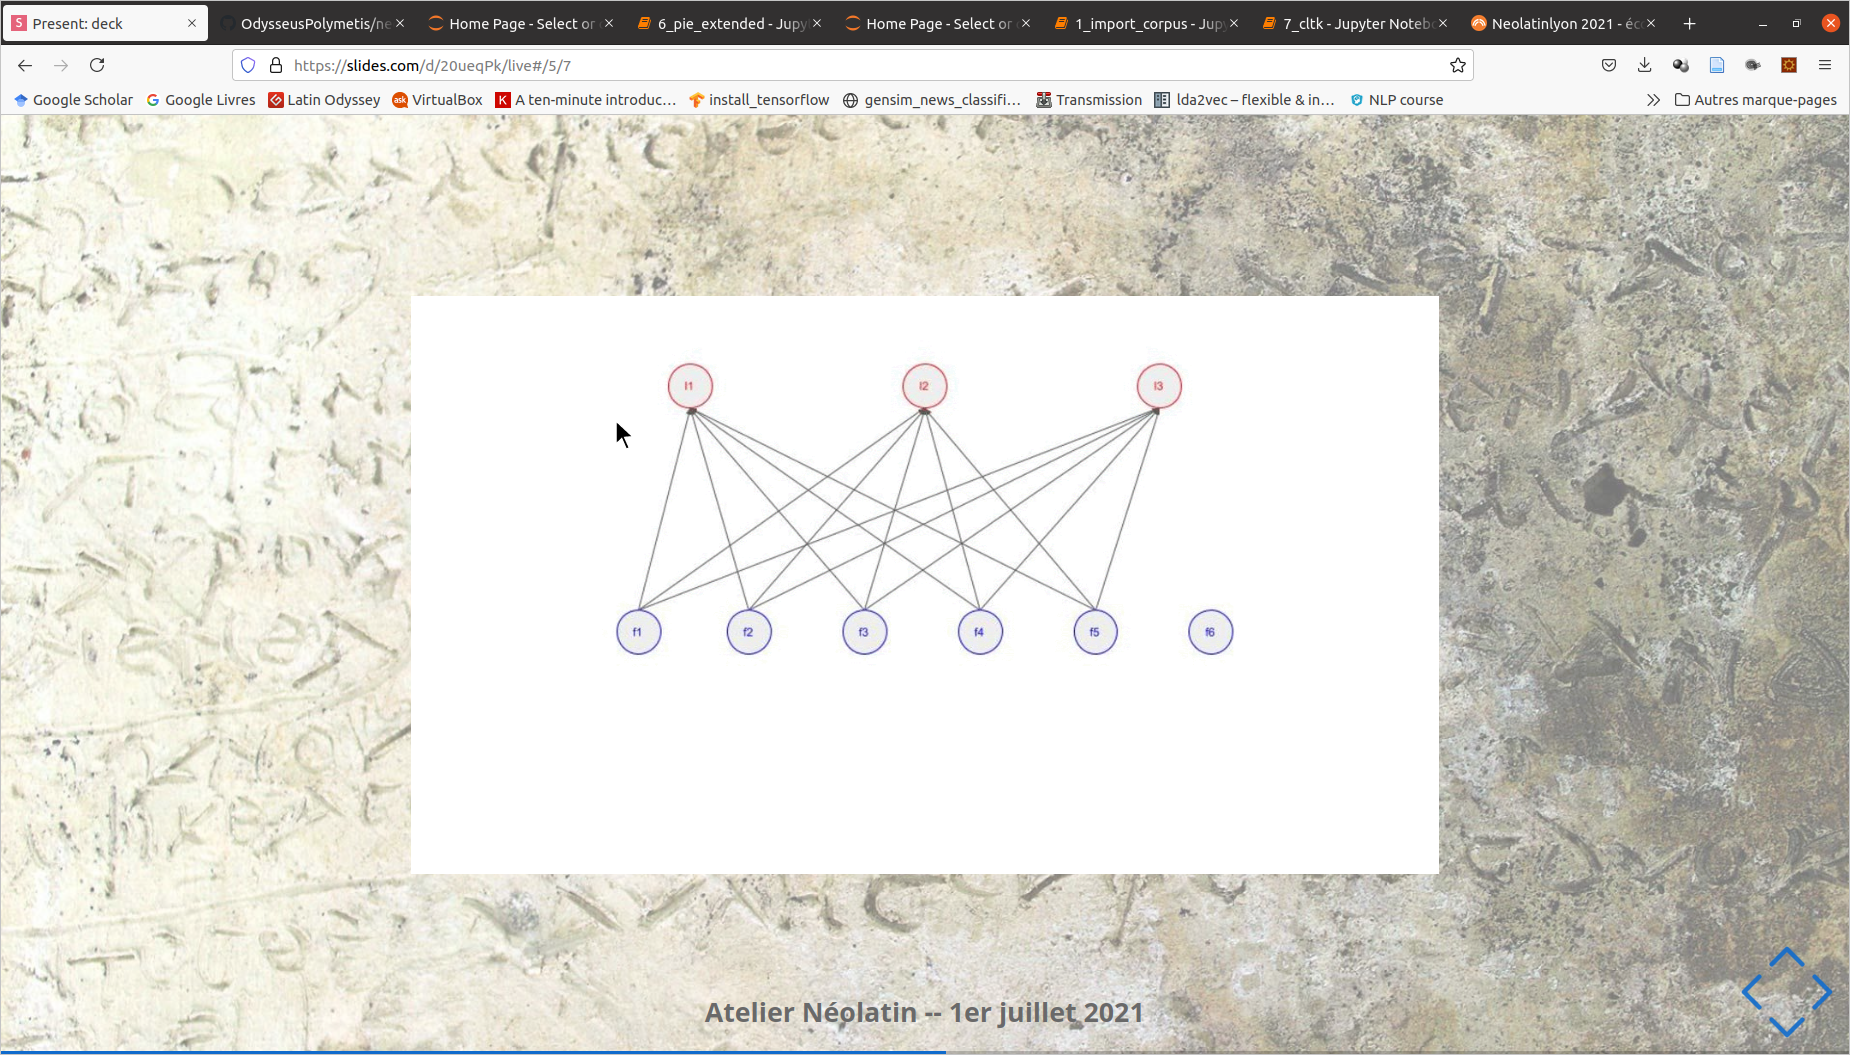 Present: deck
OdysseusPolymetis/ne
Home Page - Select or
6_pie_extended - Jupy
Home Page - Select or
1_import_corpus - Jup
7_cltk - Jupyter Noteb
Neolatinlyon 2021 - éc
https://slides.com/d/20ueqPk/live#/5/7
Google Scholar
Google Livres
Latin Odyssey
VirtualBox
A ten-minute introduc...
install_tensorflow
gensim_news_classifi...
Transmission
lda2vec – flexible & in...
NLP course
Autres marque-pages
l1 l2 l3
f1 f2 f3 f4 f5 f6
Atelier Néolatin -- 1er juillet 2021